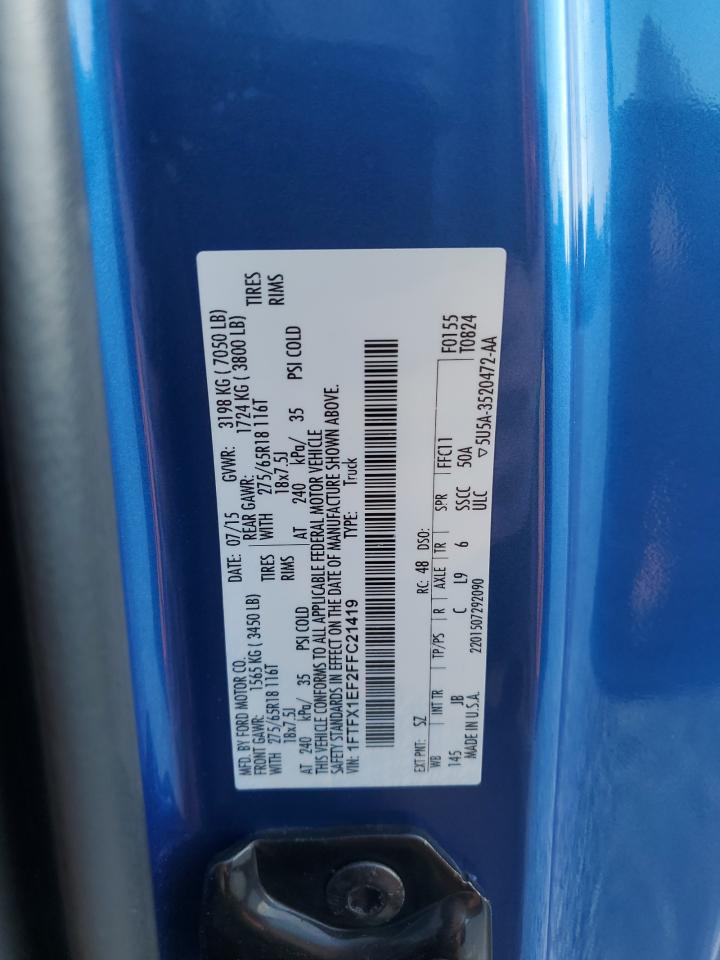 MFD. BY FORD MOTOR CO.
DATE: 07/15 GVWR: 3198 KG ( 7050 LB)
FRONT GAWR: 1565 KG ( 3450 LB) REAR GAWR: 1724 KG ( 3800 LB)
WITH 275/65R18 116T TIRES WITH 275/65R18 116T TIRES
18x7.5J RIMS 18x7.5J RIMS
AT 240 kPa/ 35 PSI COLD AT 240 kPa/ 35 PSI COLD
THIS VEHICLE CONFORMS TO ALL APPLICABLE FEDERAL MOTOR VEHICLE
SAFETY STANDARDS IN EFFECT ON THE DATE OF MANUFACTURE SHOWN ABOVE.
VIN: 1FTFX1EF2FFC21419 TYPE: Truck
F0155
T0824
EXT PNT: SZ RC: 48 DSO: FFC11
WB INT TR TP/PS R AXLE TR SPR
145 JB C L9 6 SSCC 50A
MADE IN U.S.A. 2201507292090 ULC ▽5U5A-3520472-AA